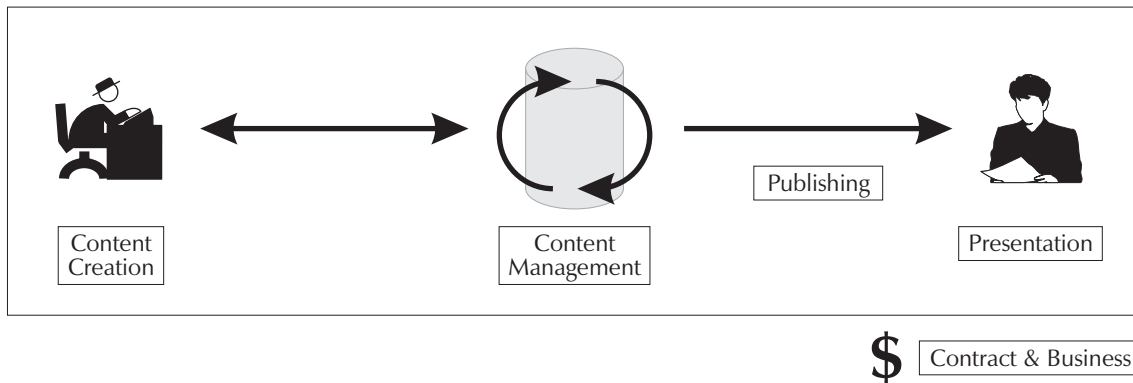 Content
Creation
Content
Management
Publishing
Presentation
$ Contract & Business